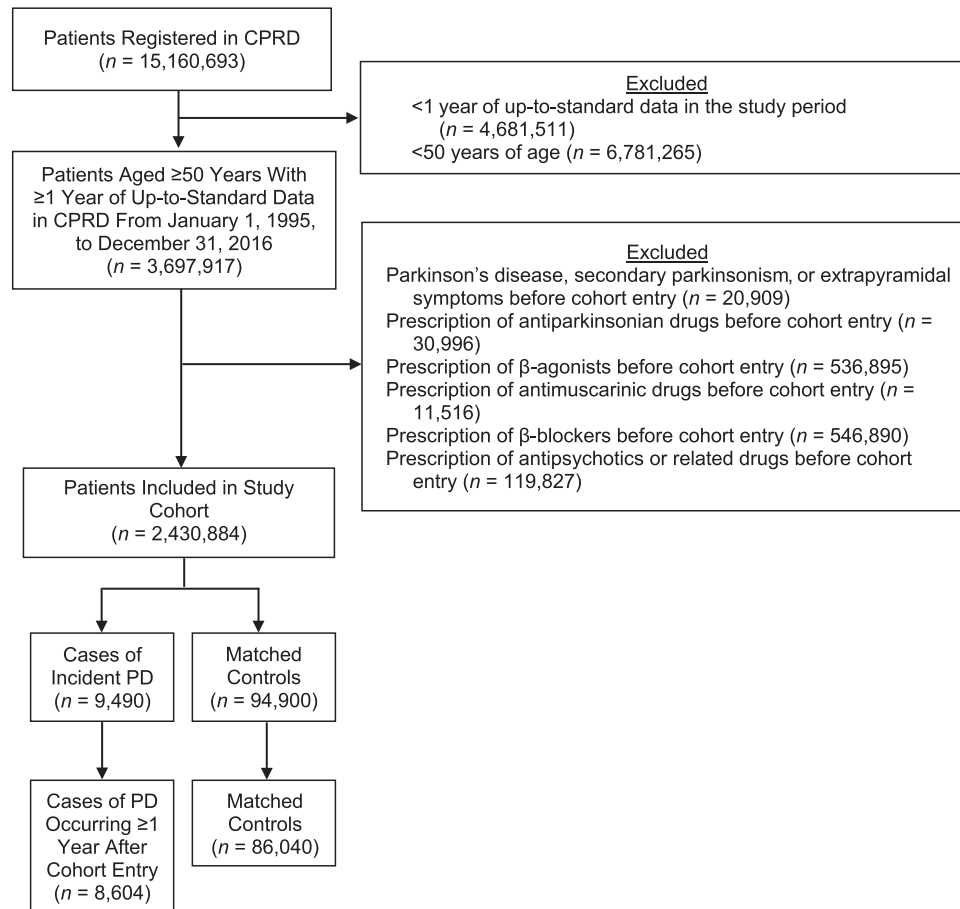 Patients Registered in CPRD
(n = 15,160,693)
Excluded
<1 year of up-to-standard data in the study period
(n = 4,681,511)
<50 years of age (n = 6,781,265)
Patients Aged ≥50 Years With
≥1 Year of Up-to-Standard Data
in CPRD From January 1, 1995,
to December 31, 2016
(n = 3,697,917)
Excluded
Parkinson’s disease, secondary parkinsonism, or extrapyramidal
symptoms before cohort entry (n = 20,909)
Prescription of antiparkinsonian drugs before cohort entry (n =
30,996)
Prescription of β-agonists before cohort entry (n = 536,895)
Prescription of antimuscarinic drugs before cohort entry (n =
11,516)
Prescription of β-blockers before cohort entry (n = 546,890)
Prescription of antipsychotics or related drugs before cohort
entry (n = 119,827)
Patients Included in Study
Cohort
(n = 2,430,884)
Cases of
Incident PD
(n = 9,490)
Matched
Controls
(n = 94,900)
Cases of PD
Occurring ≥1
Year After
Cohort Entry
(n = 8,604)
Matched
Controls
(n = 86,040)